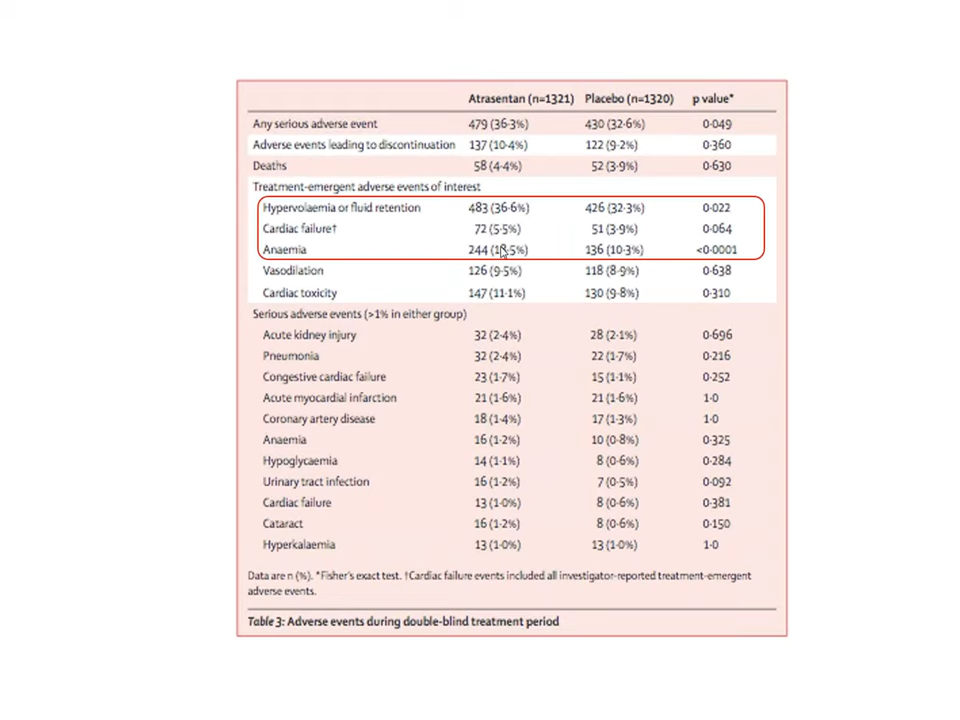 Atrasentan (n=1321) Placebo (n=1320) p value*
Any serious adverse event 479 (36·3%) 430 (32·6%) 0·049
Adverse events leading to discontinuation 137 (10·4%) 122 (9·2%) 0·360
Deaths 58 (4·4%) 52 (3·9%) 0·630
Treatment-emergent adverse events of interest
Hypervolaemia or fluid retention 483 (36·6%) 426 (32·3%) 0·022
Cardiac failure† 72 (5·5%) 51 (3·9%) 0·064
Anaemia 244 136 (10·3%) <0·0001
Vasodilation 126 (9·5%) 118 (8·9%) 0·638
Cardiac toxicity 147 (11·1%) 130 (9·8%) 0·310
Serious adverse events (>1% in either group)
Acute kidney injury 32 (2·4%) 28 (2·1%) 0·696
Pneumonia 32 (2·4%) 22 (1·7%) 0·216
Congestive cardiac failure 23 (1·7%) 15 (1·1%) 0·252
Acute myocardial infarction 21 (1·6%) 21 (1·6%) 1·0
Coronary artery disease 18 (1·4%) 17 (1·3%) 1·0
Anaemia 16 (1·2%) 10 (0·8%) 0·325
Hypoglycaemia 14 (1·1%) 8 (0·6%) 0·284
Urinary tract infection 16 (1·2%) 7 (0·5%) 0·092
Cardiac failure 13 (1·0%) 8 (0·6%) 0·381
Cataract 16 (1·2%) 8 (0·6%) 0·150
Hyperkalaemia 13 (1·0%) 13 (1·0%) 1·0
Data are n (%). *Fisher's exact test. †Cardiac failure events included all investigator-reported treatment-emergent
adverse events.
Table 3: Adverse events during double-blind treatment period